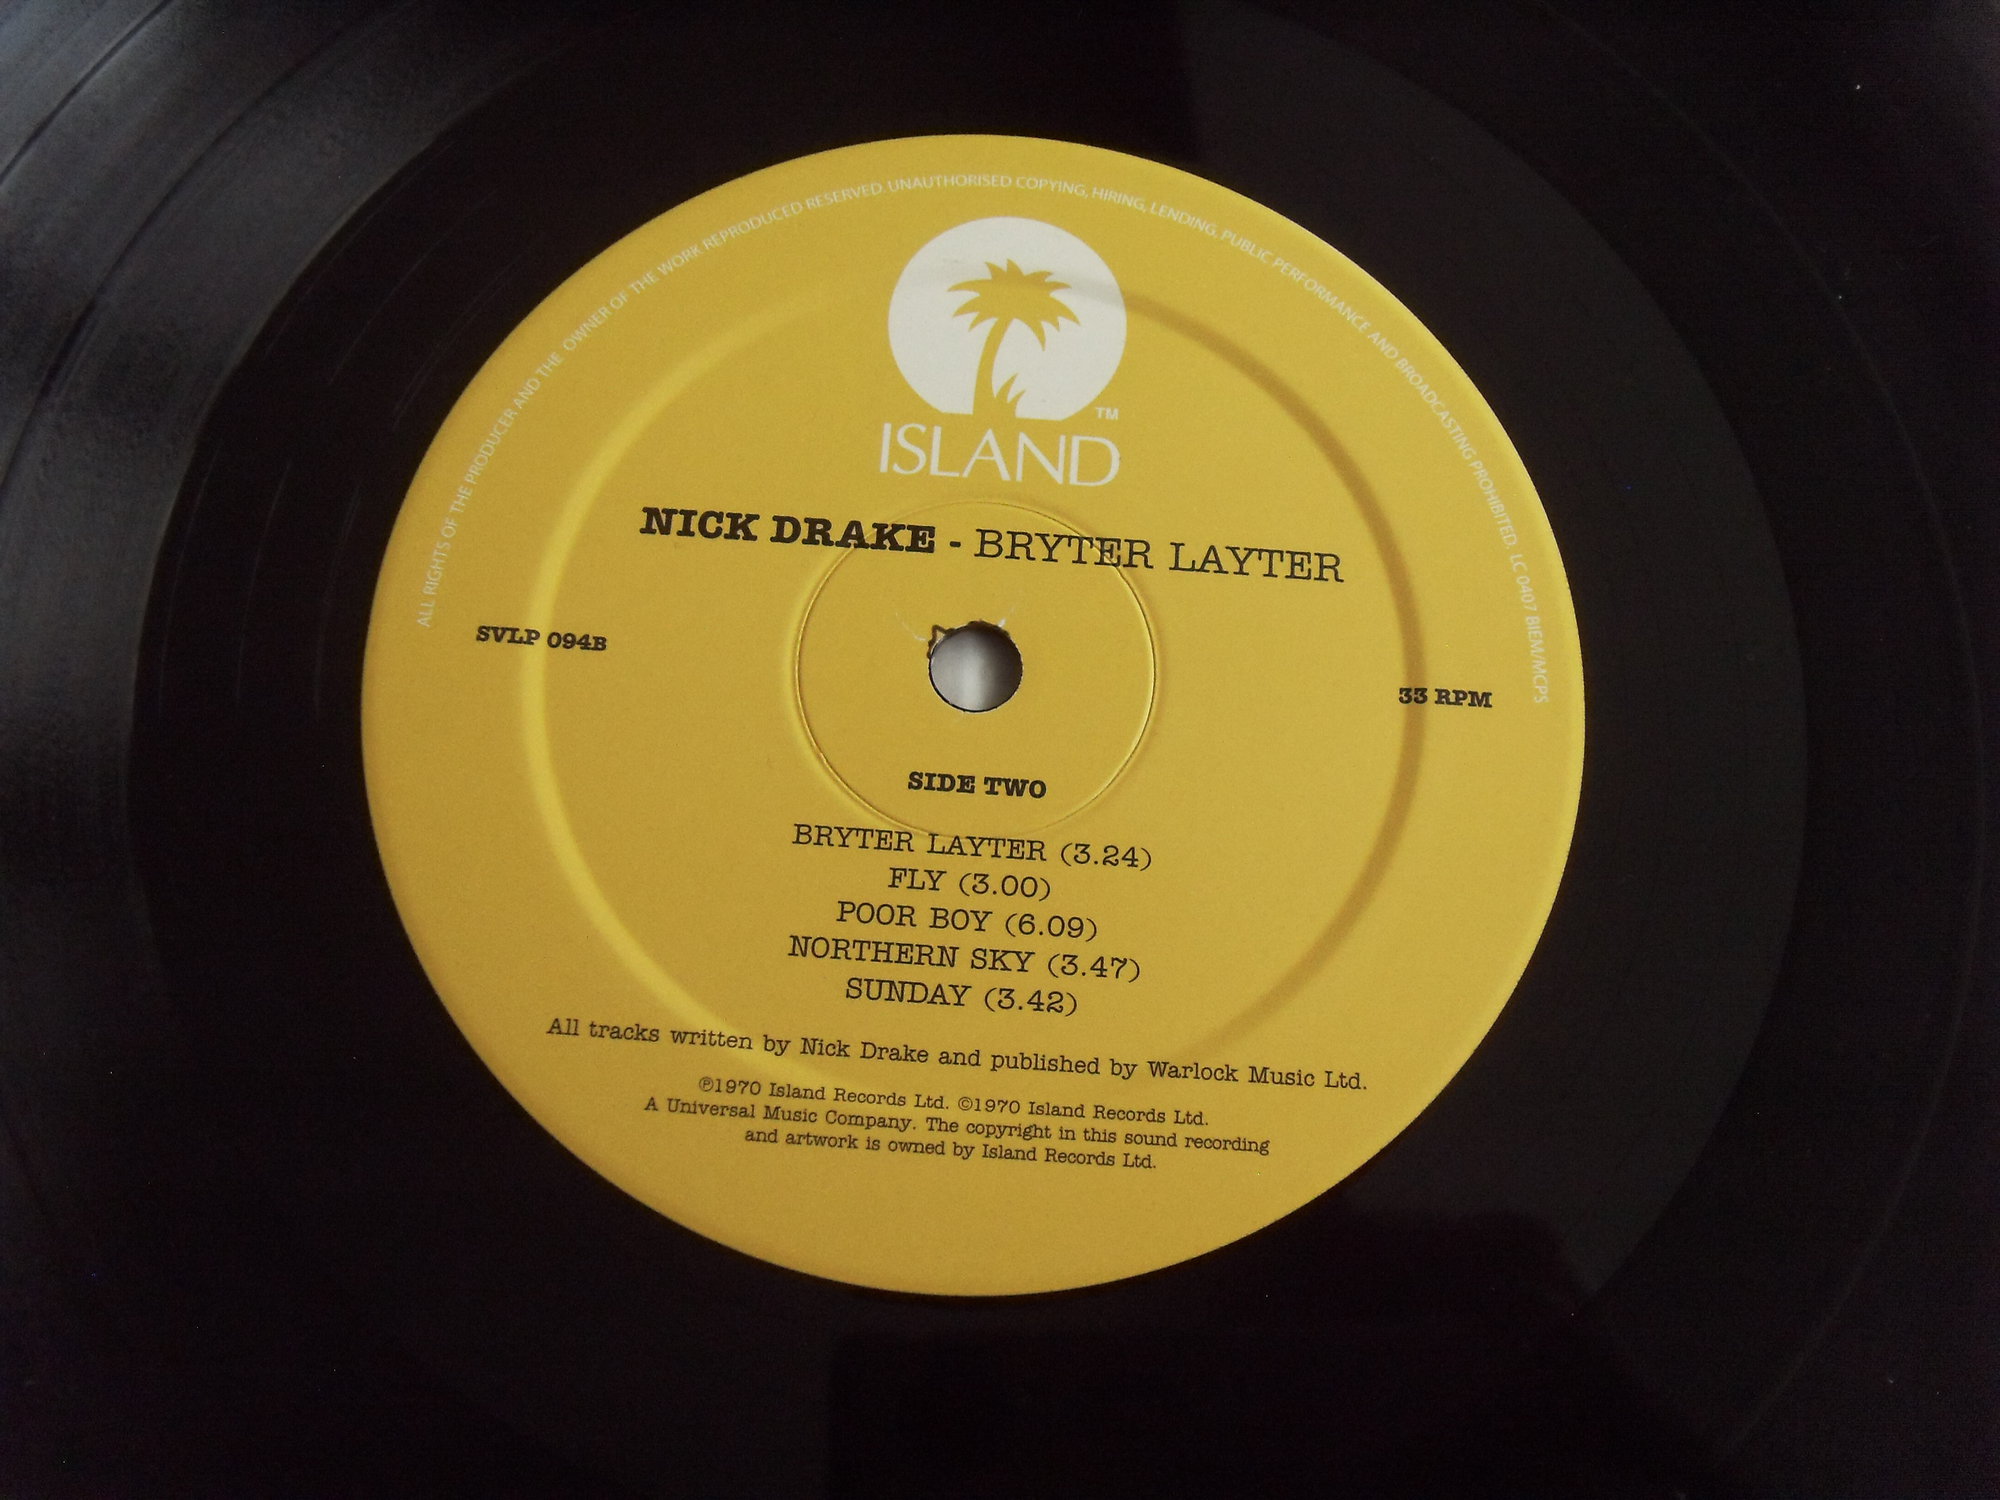 ALL RIGHTS OF THE PRODUCER AND THE OWNER OF THE WORK REPRODUCED RESERVED. UNAUTHORISED COPYING, HIRING, LENDING, PUBLIC PERFORMANCE AND BROADCASTING PROHIBITED. LC 0407 BIEM/MCPS
TM
ISLAND
NICK DRAKE - BRYTER LAYTER
SVLP 094B
33 RPM
SIDE TWO
BRYTER LAYTER (3.24)
FLY (3.00)
POOR BOY (6.09)
NORTHERN SKY (3.47)
SUNDAY (3.42)
All tracks written by Nick Drake and published by Warlock Music Ltd.
℗1970 Island Records Ltd. ©1970 Island Records Ltd.
A Universal Music Company. The copyright in this sound recording
and artwork is owned by Island Records Ltd.